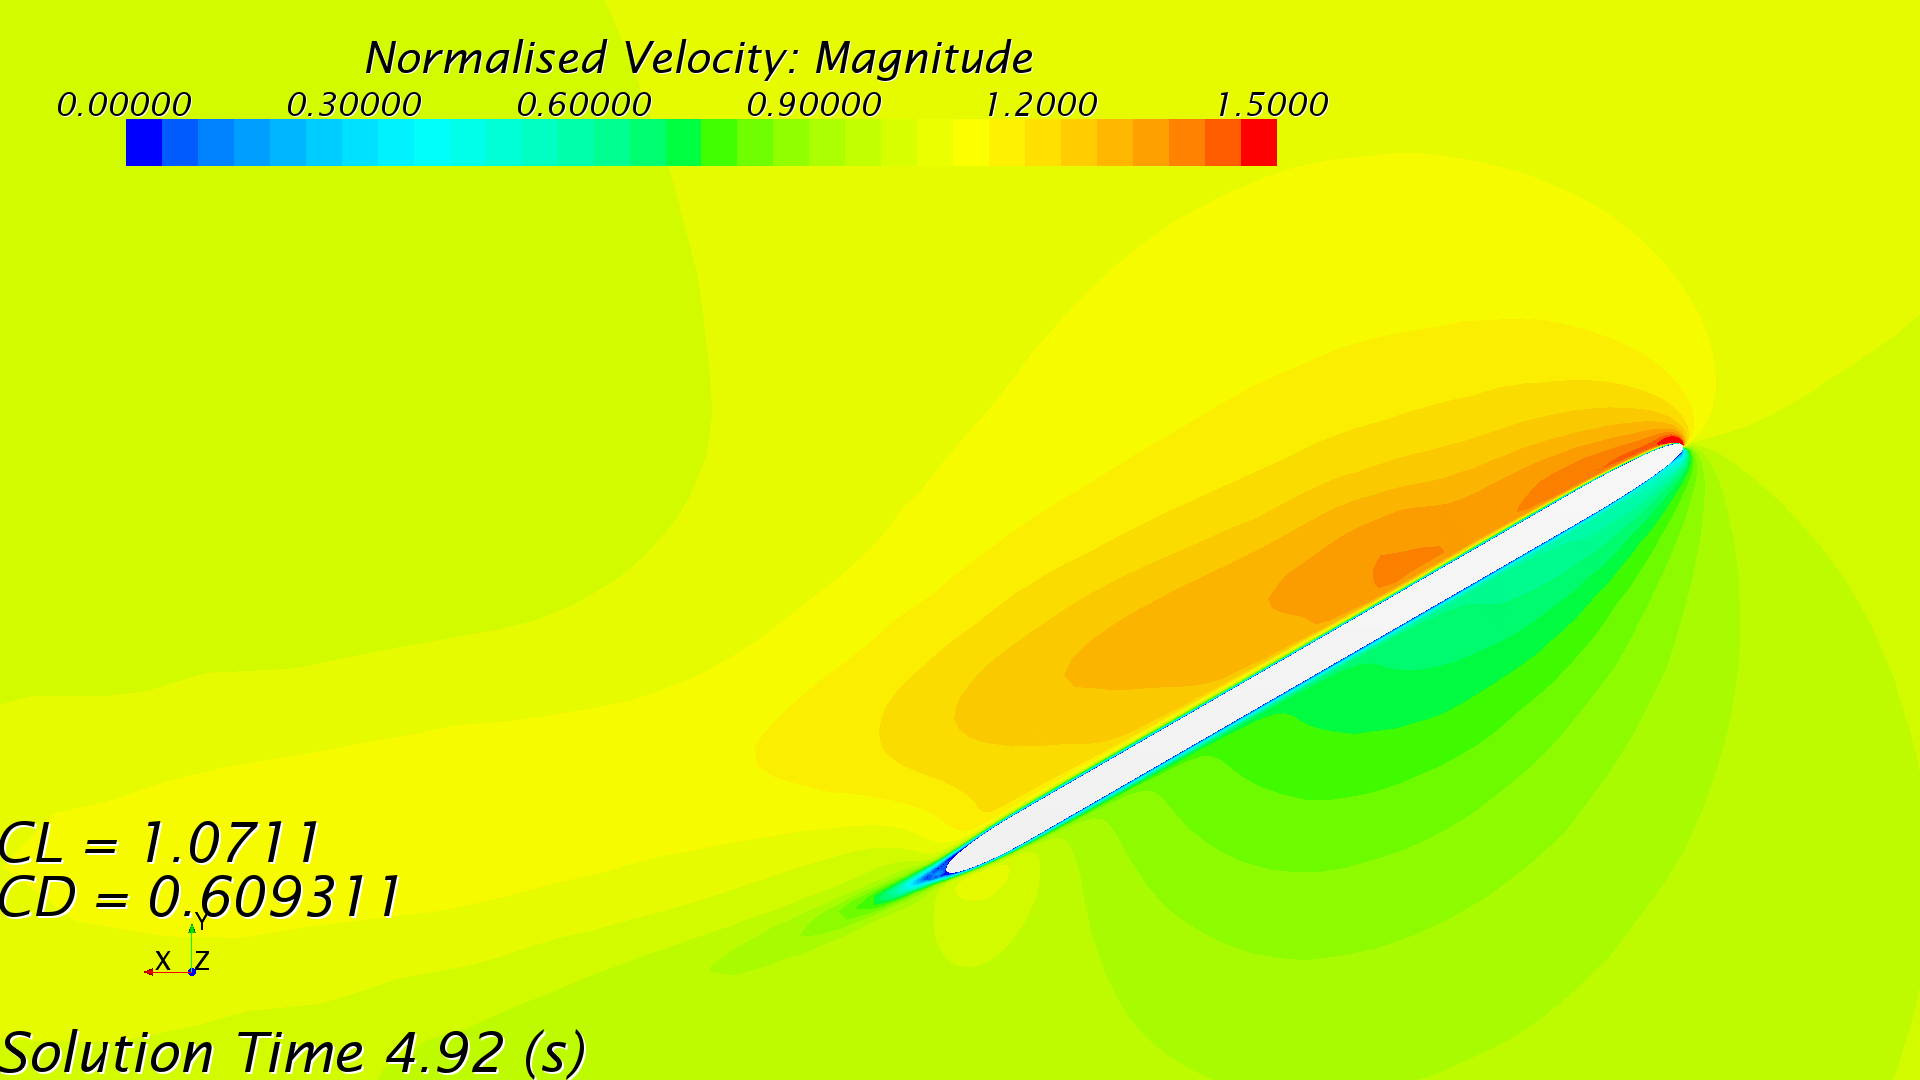 Normalised Velocity: Magnitude
0.00000 0.30000 0.60000 0.90000 1.2000 1.5000
CL = 1.0711
CD = 0.609311
Y
X Z
Solution Time 4.92 (s)